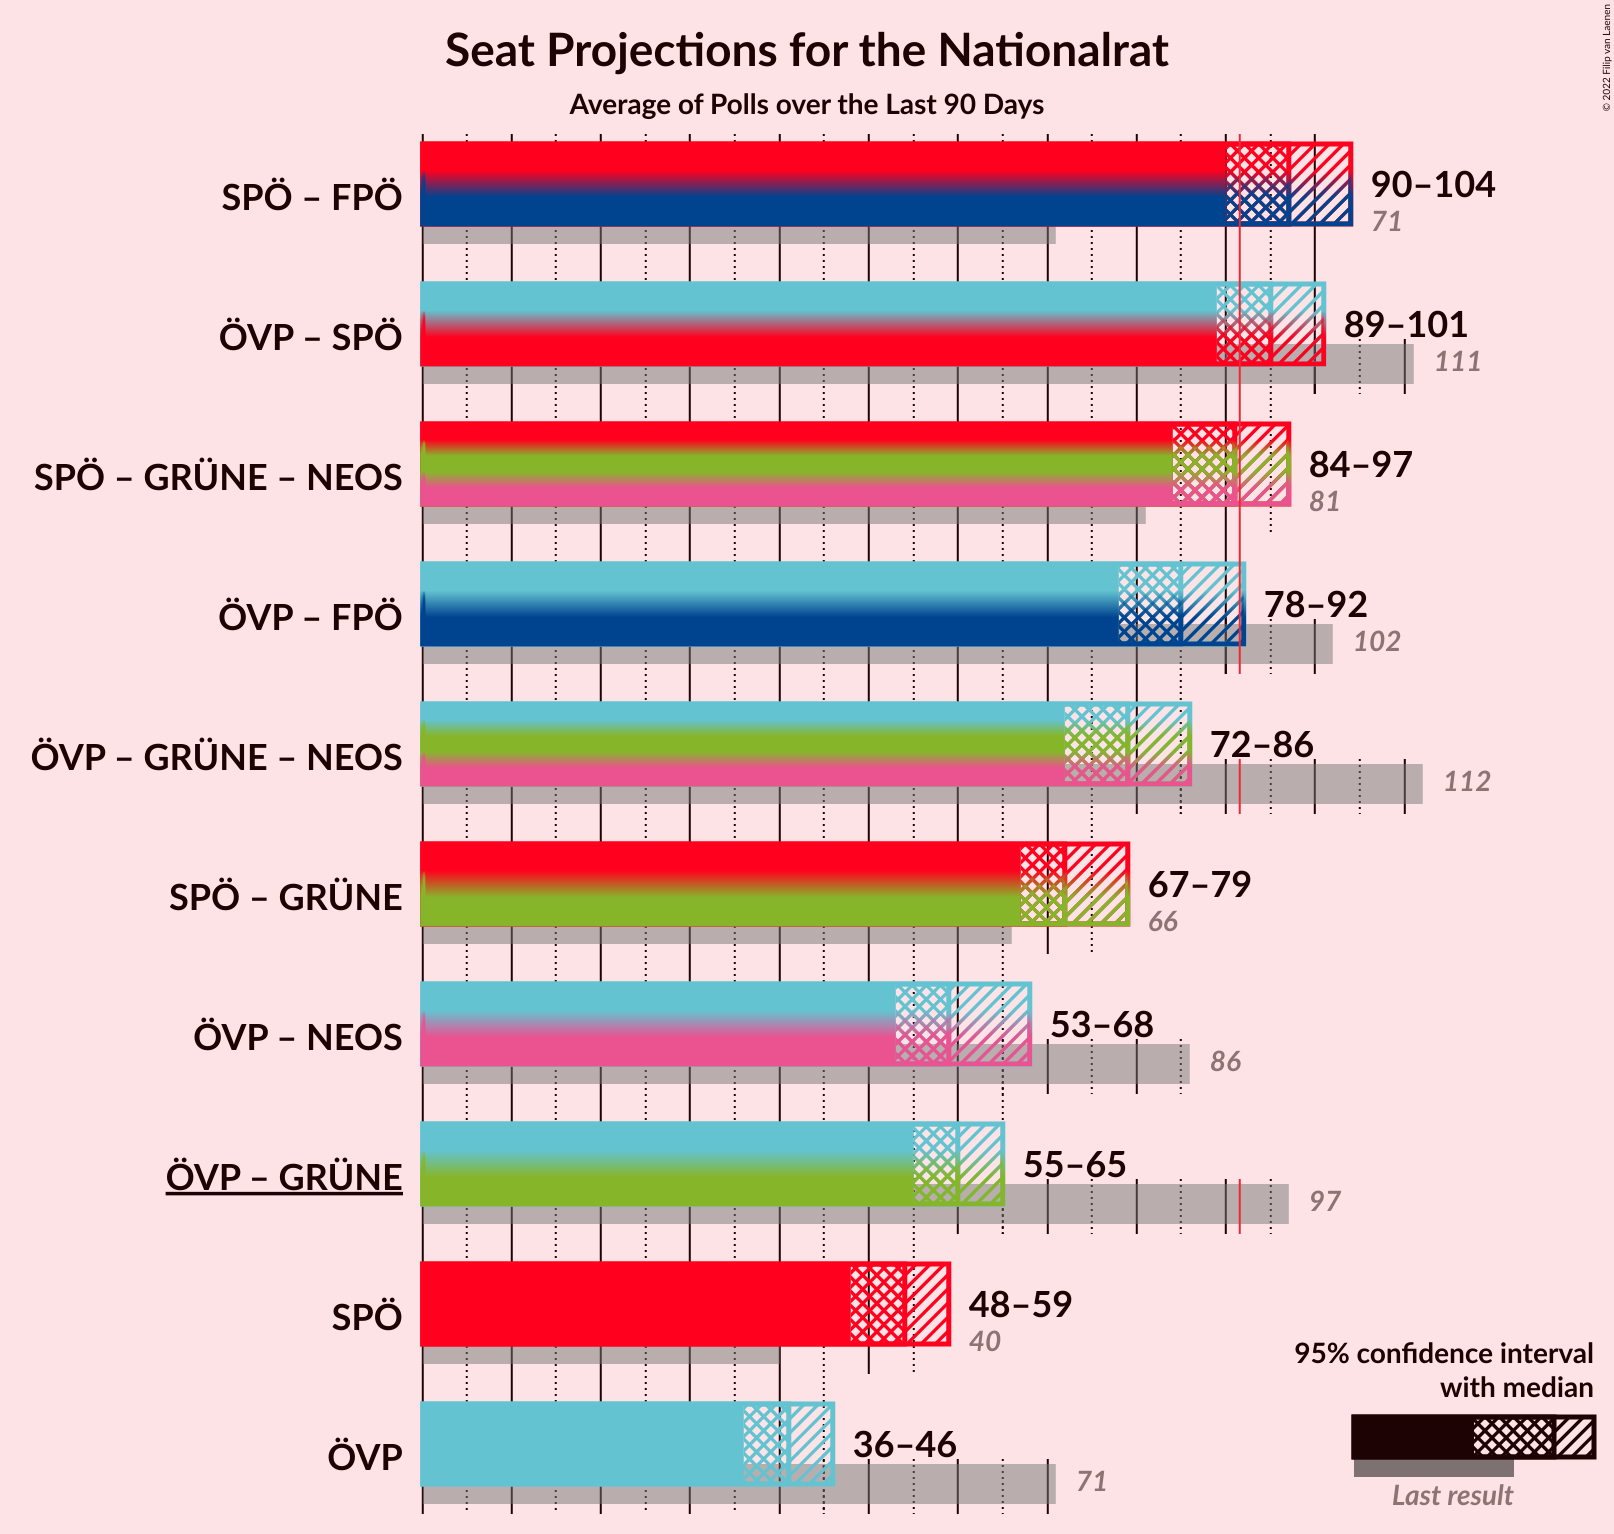 Seat Projections for the Nationalrat
Average of Polls over the Last 90 Days
© 2022 Filip van Laenen
SPÖ – FPÖ
90–104
71
ÖVP – SPÖ
89–101
111
SPÖ – GRÜNE – NEOS
84–97
81
ÖVP – FPÖ
78–92
102
ÖVP – GRÜNE – NEOS
72–86
112
SPÖ – GRÜNE
67–79
66
ÖVP – NEOS
53–68
86
ÖVP – GRÜNE
55–65
97
SPÖ
48–59
40
ÖVP
36–46
71
95% confidence interval
with median
Last result